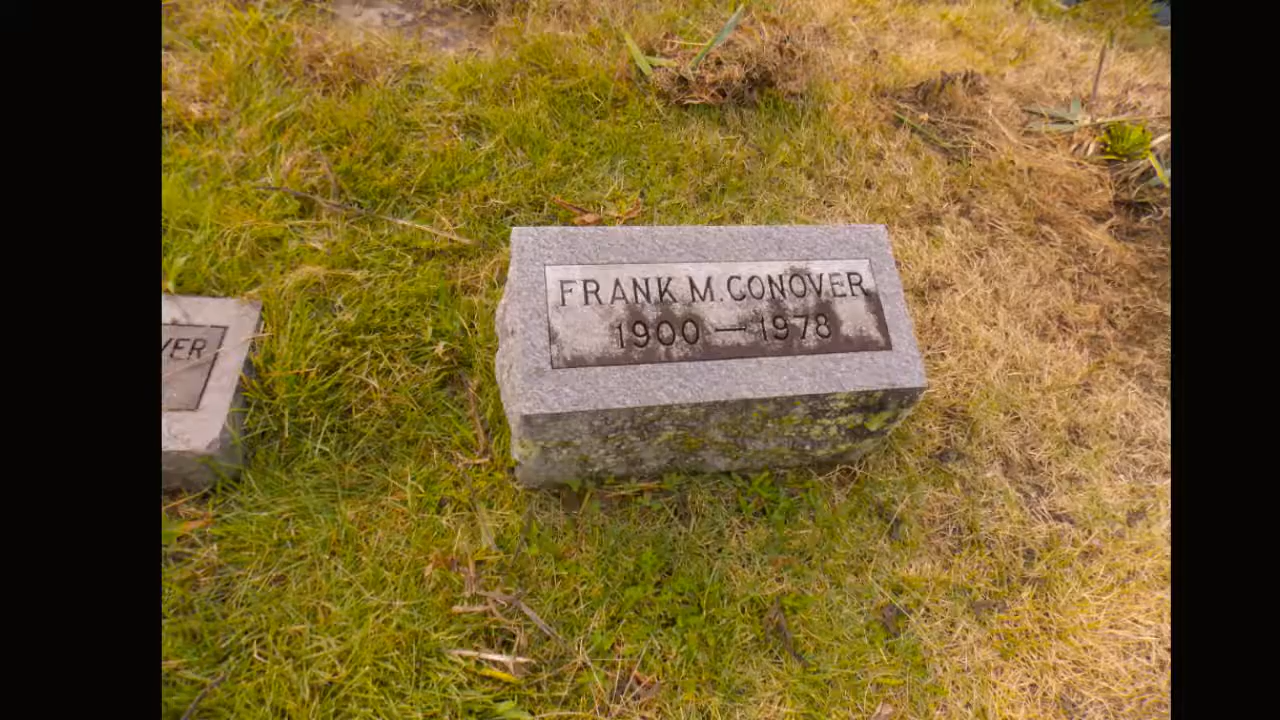 FRANK M. CONOVER
1900 — 1978
VER